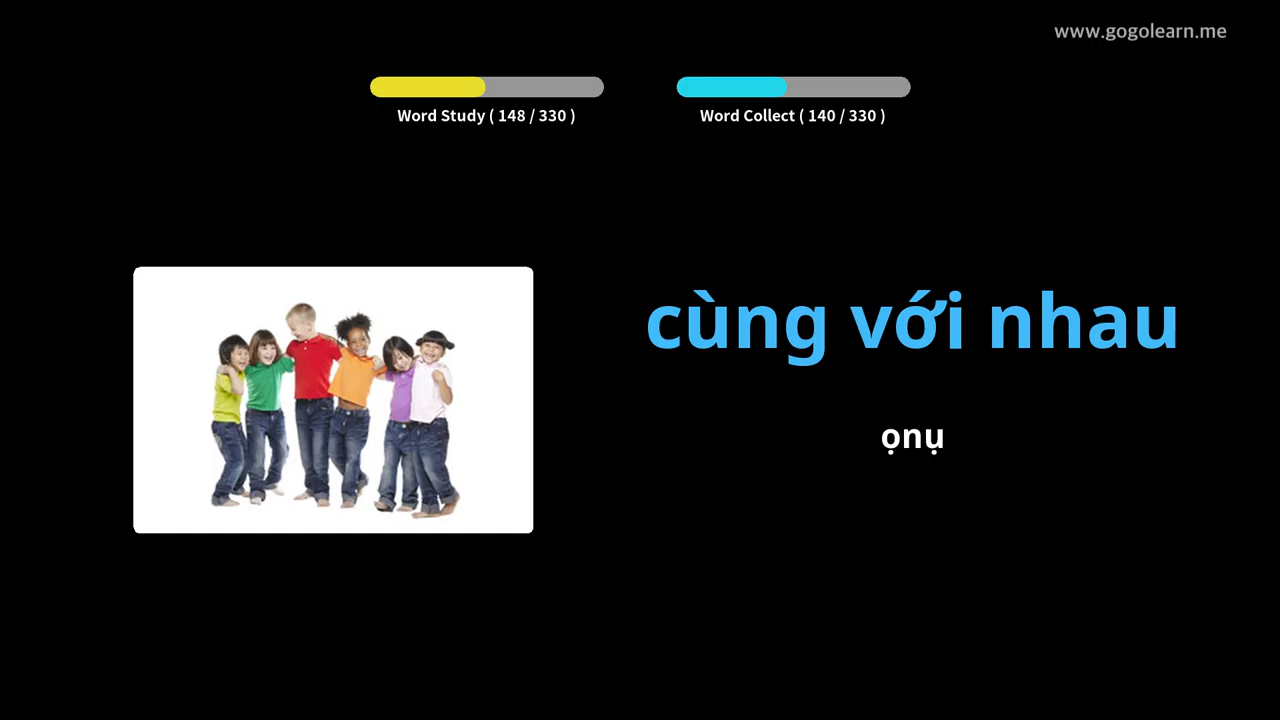 www.gogolearn.me
Word Study ( 148 / 330 )
Word Collect ( 140 / 330 )
cùng với nhau
ọnụ